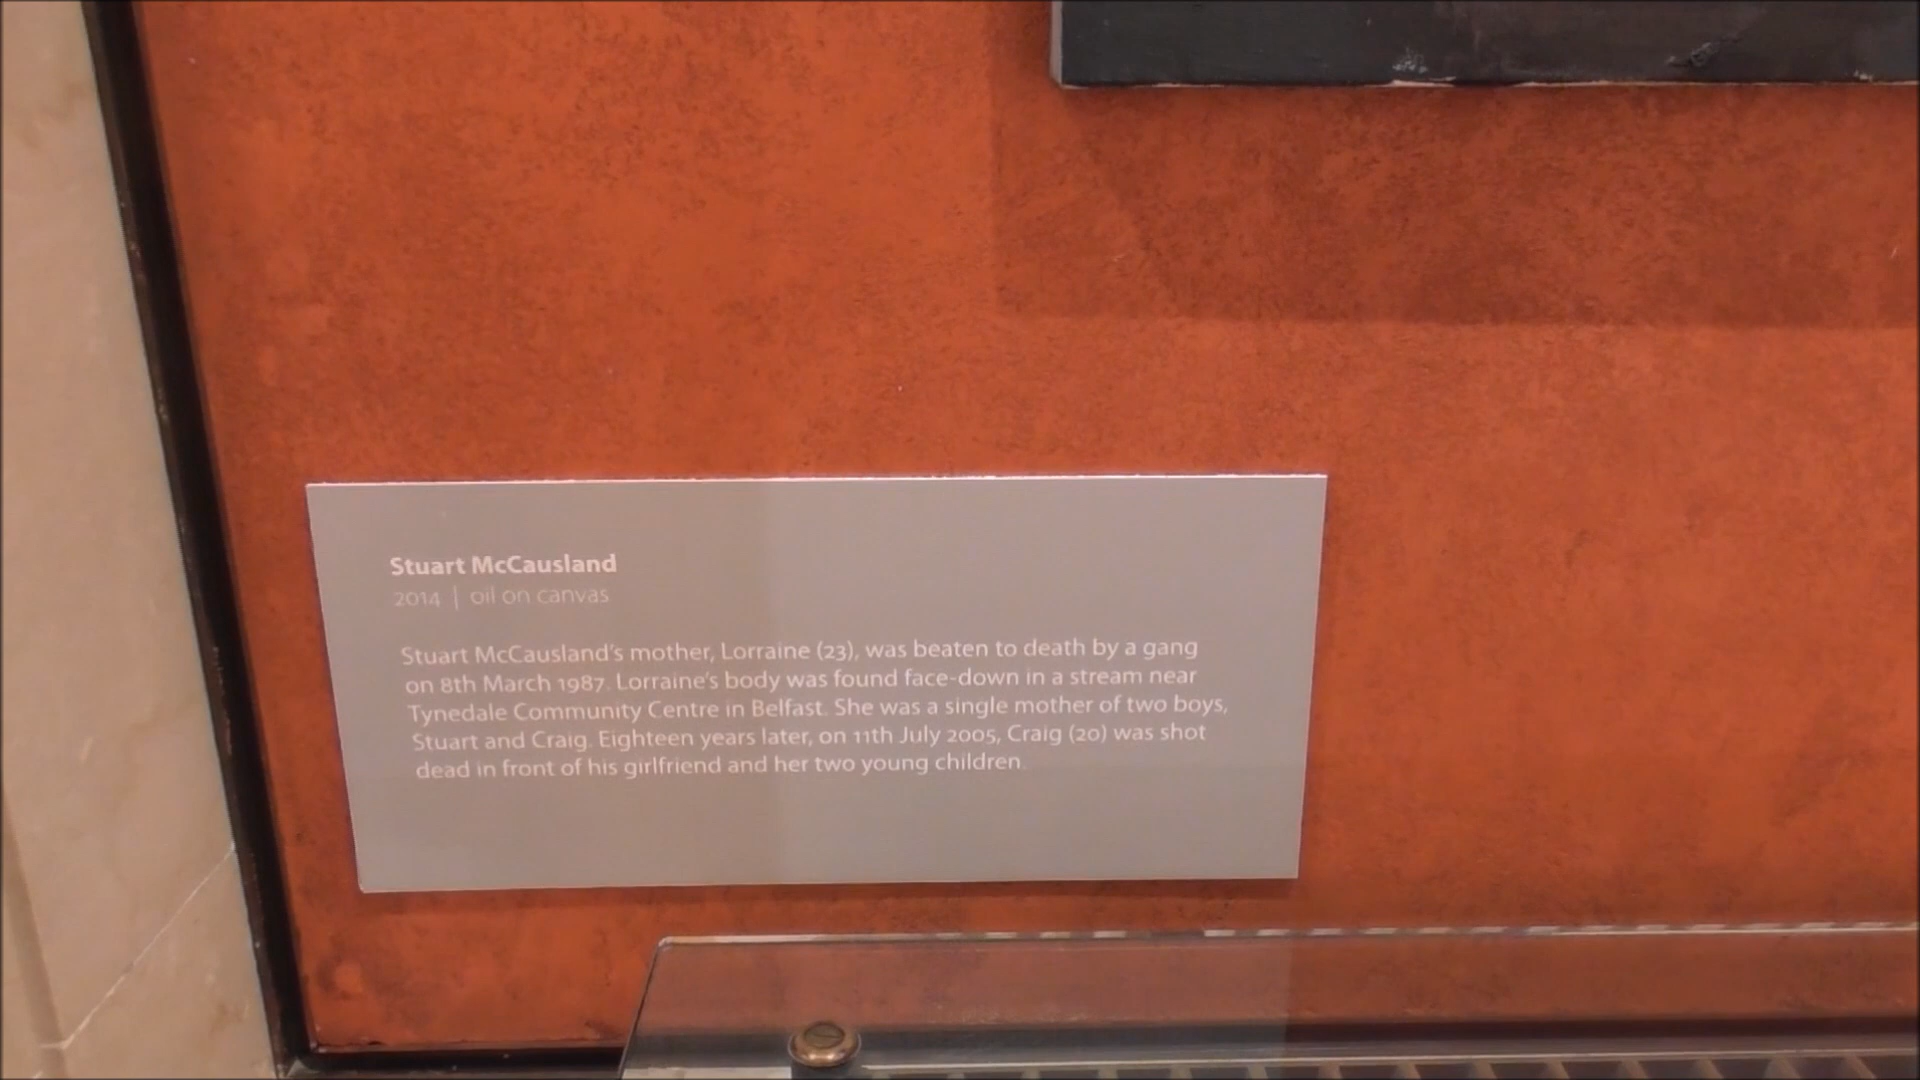 Stuart McCausland
2014 | oil on canvas
Stuart McCausland's mother, Lorraine (23), was beaten to death by a gang
on 8th March 1987. Lorraine's body was found face-down in a stream near
Tynedale Community Centre in Belfast. She was a single mother of two boys,
Stuart and Craig. Eighteen years later, on 11th July 2005, Craig (20) was shot
dead in front of his girlfriend and her two young children.